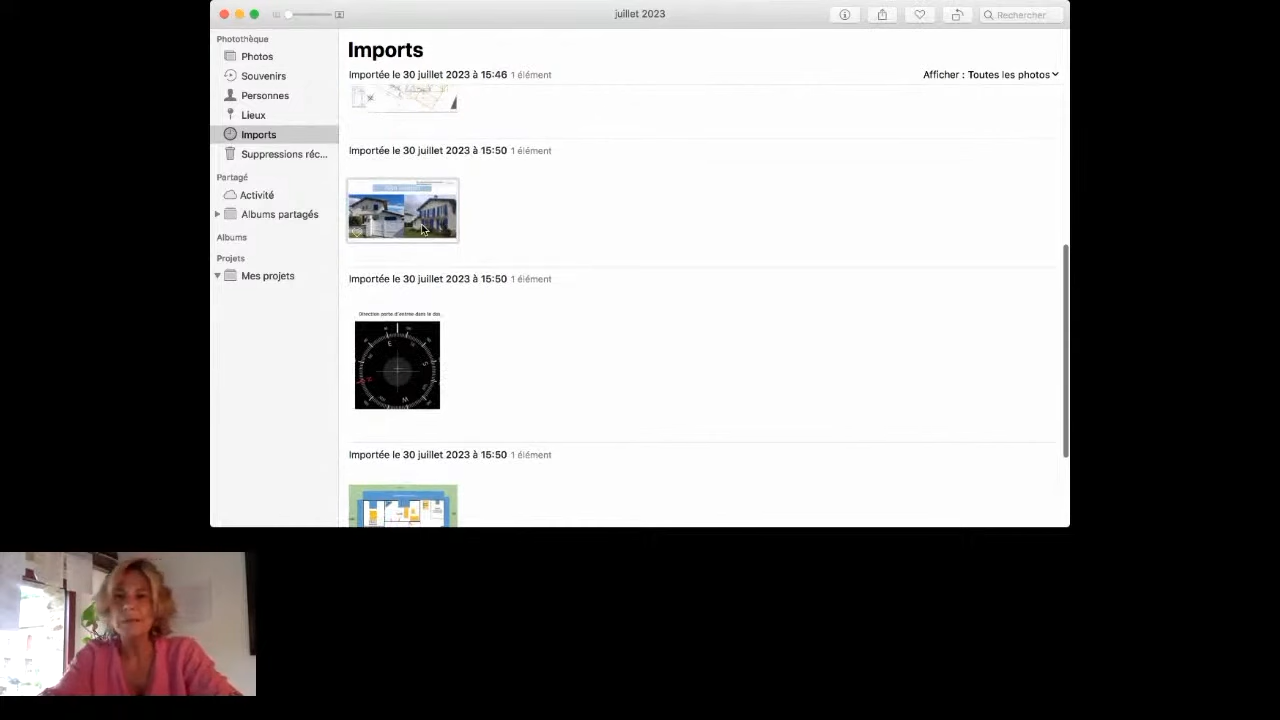 juillet 2023
Rechercher
Photothèque
Photos
Souvenirs
Personnes
Lieux
Imports
Suppressions réc...
Partagé
Activité
Albums partagés
Albums
Projets
Mes projets
Imports
Importée le 30 juillet 2023 à 15:46 1 élément
Afficher : Toutes les photos
Importée le 30 juillet 2023 à 15:50 1 élément
Importée le 30 juillet 2023 à 15:50 1 élément
Direction porte d'entrée dans le dos
E
S
W
Importée le 30 juillet 2023 à 15:50 1 élément